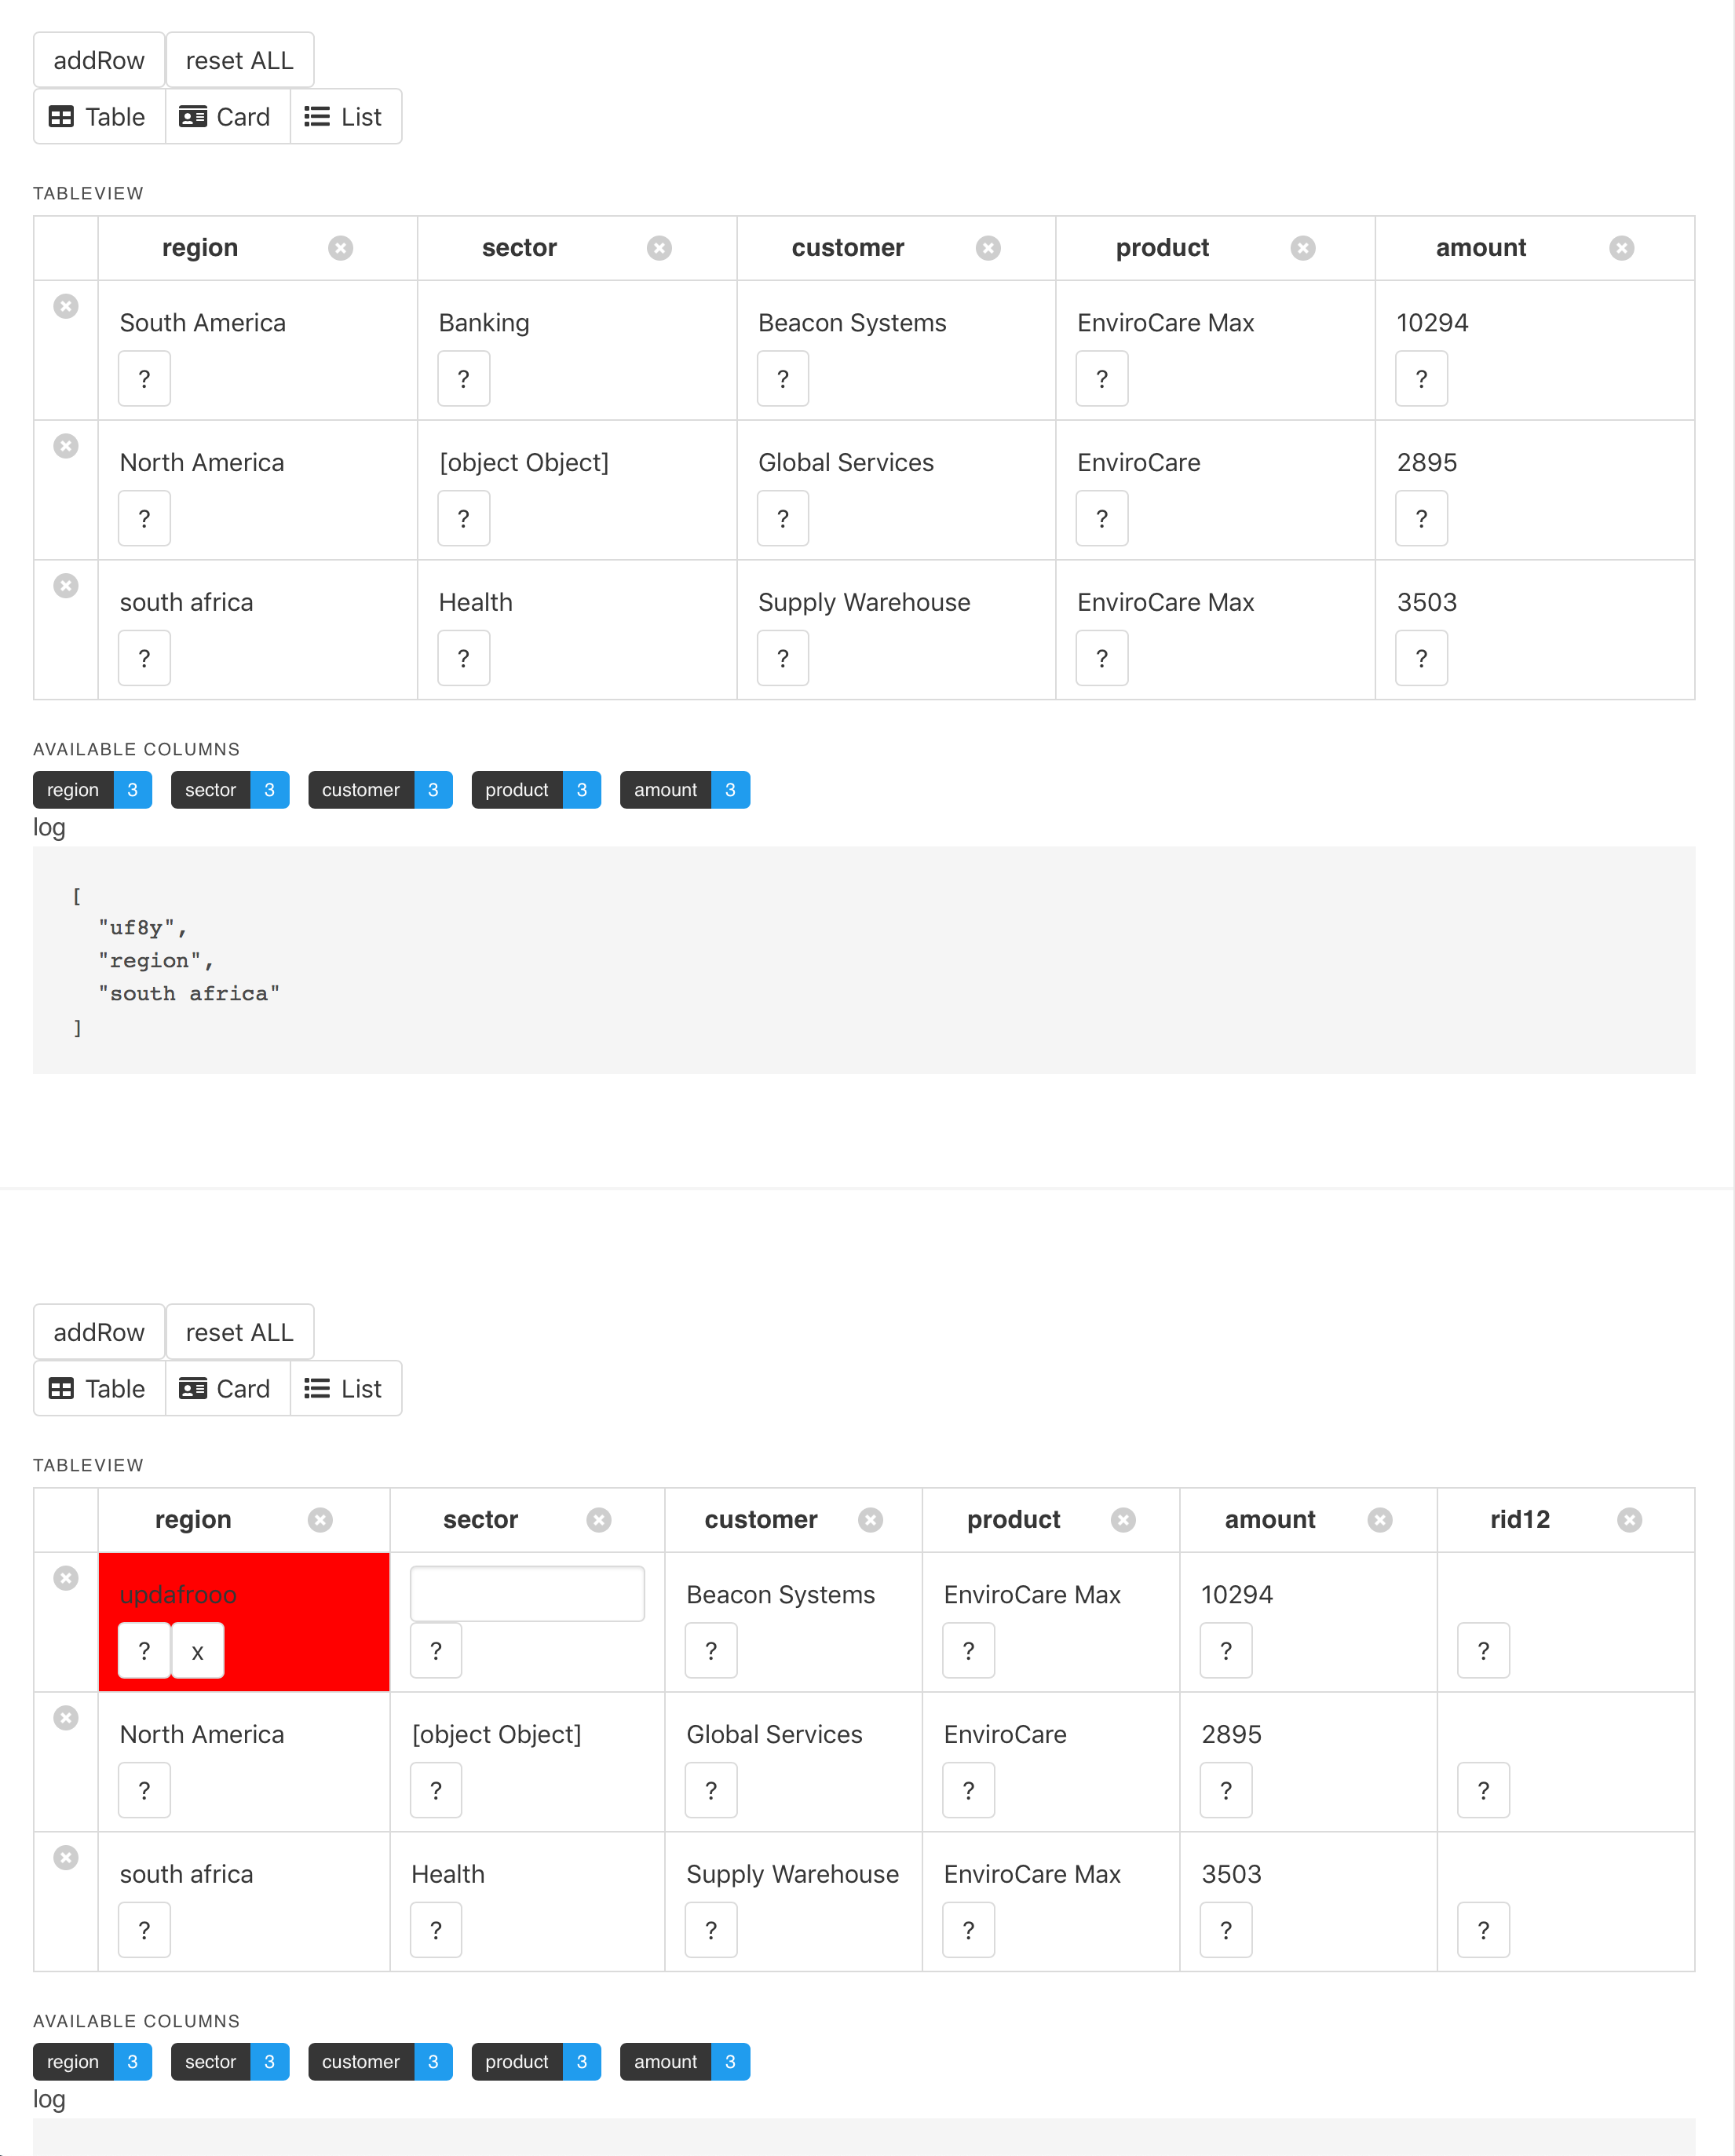 addRow reset ALL
Table Card List
TABLEVIEW
region sector customer product amount
South America Banking Beacon Systems EnviroCare Max 10294
? ? ? ? ?
North America [object Object] Global Services EnviroCare 2895
? ? ? ? ?
south africa Health Supply Warehouse EnviroCare Max 3503
? ? ? ? ?
AVAILABLE COLUMNS
region 3 sector 3 customer 3 product 3 amount 3
log
[
"uf8y",
"region",
"south africa"
]
addRow reset ALL
Table Card List
TABLEVIEW
region sector customer product amount rid12
updafrooo Beacon Systems EnviroCare Max 10294
? x ? ? ? ? ?
North America [object Object] Global Services EnviroCare 2895
? ? ? ? ? ?
south africa Health Supply Warehouse EnviroCare Max 3503
? ? ? ? ? ?
AVAILABLE COLUMNS
region 3 sector 3 customer 3 product 3 amount 3
log